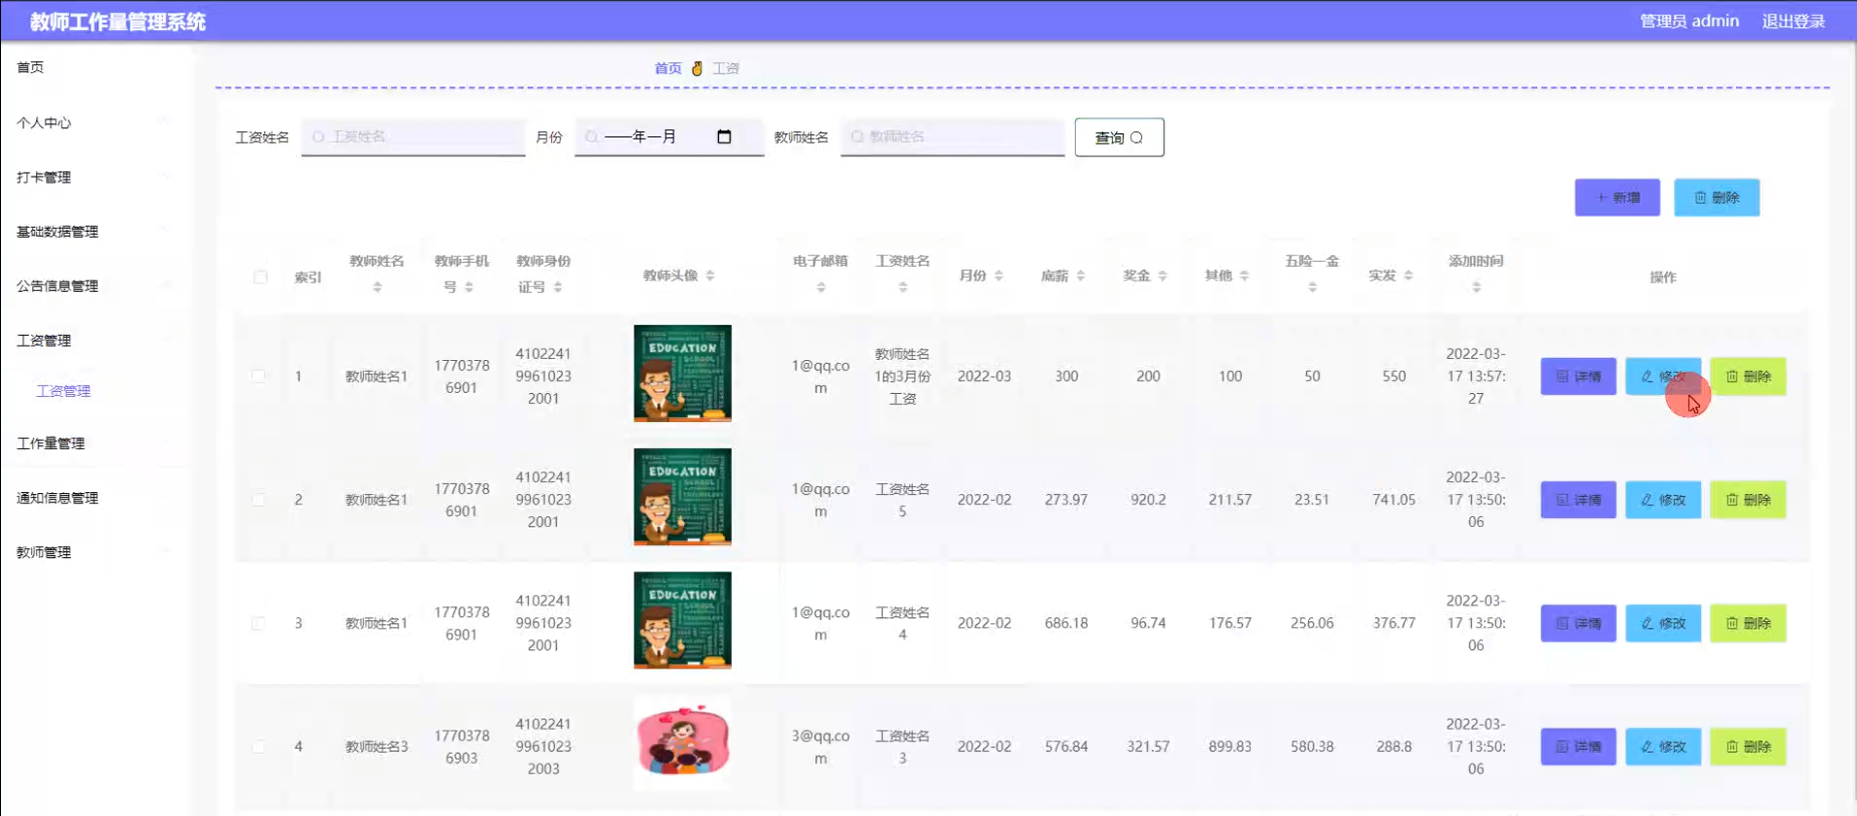 教师工作量管理系统
管理员 admin 退出登录
首页
个人中心
打卡管理
基础数据管理
公告信息管理
工资管理
工资管理
工作量管理
通知信息管理
教师管理
首页 工资
工资姓名 工资姓名 月份 ----年--月 教师姓名 教师姓名 查询
新增 删除
索引 教师姓名 教师手机号 教师身份证号 教师头像 电子邮箱 工资姓名 月份 底薪 奖金 其他 五险一金 实发 添加时间 操作
1 教师姓名1 17703786901 410224199610232001 EDUCATION SCHOOL 1@qq.com 教师姓名1的3月份工资 2022-03 300 200 100 50 550 2022-03-17 13:57:27 详情 修改 删除
2 教师姓名1 17703786901 410224199610232001 EDUCATION SCHOOL 1@qq.com 工资姓名5 2022-02 273.97 920.2 211.57 23.51 741.05 2022-03-17 13:50:06 详情 修改 删除
3 教师姓名1 17703786901 410224199610232001 EDUCATION SCHOOL 1@qq.com 工资姓名4 2022-02 686.18 96.74 176.57 256.06 376.77 2022-03-17 13:50:06 详情 修改 删除
4 教师姓名3 17703786903 410224199610232003 3@qq.com 工资姓名3 2022-02 576.84 321.57 899.83 580.38 288.8 2022-03-17 13:50:06 详情 修改 删除